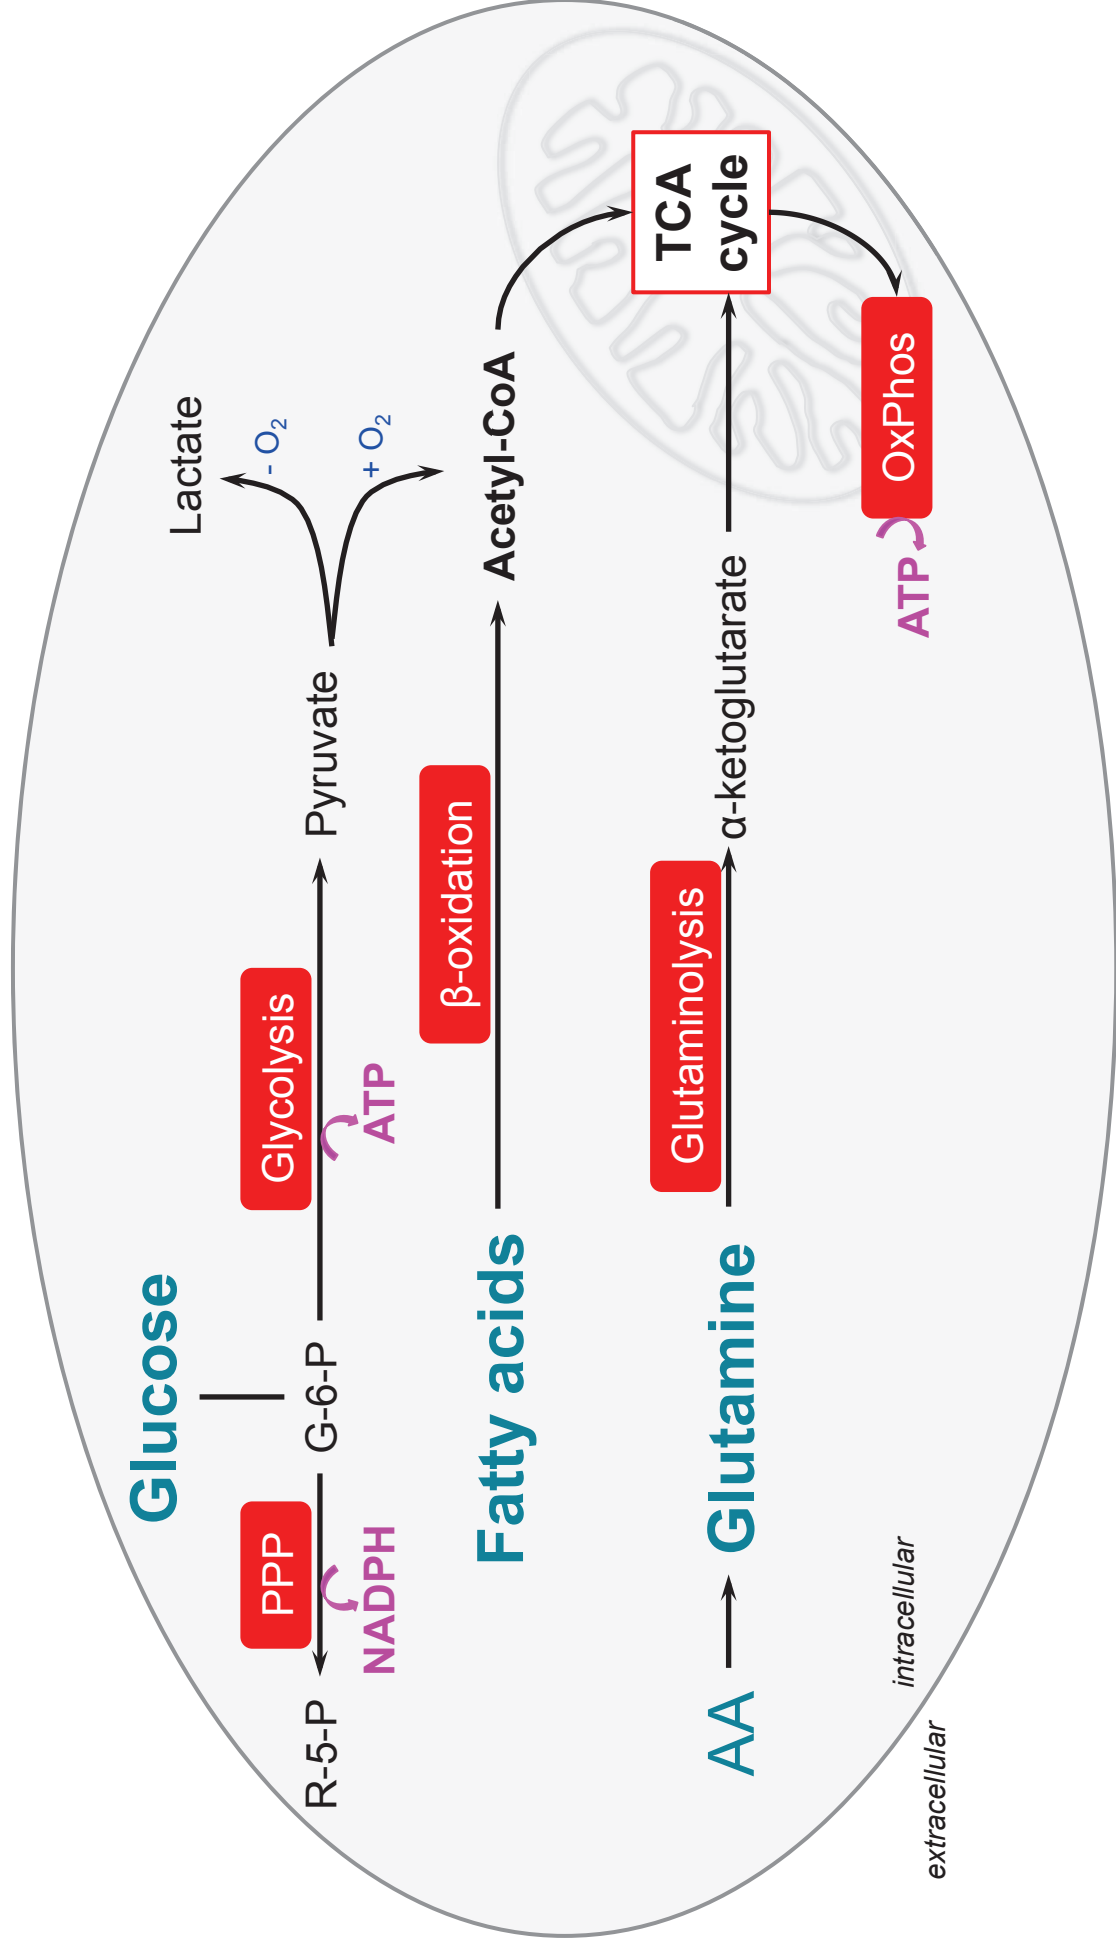 Glucose
Lactate
PPP
Glycolysis
- O₂
R-5-P
G-6-P
Pyruvate
NADPH
ATP
+ O₂
β-oxidation
Fatty acids
Acetyl-CoA
TCA
cycle
Glutaminolysis
AA
Glutamine
α-ketoglutarate
OxPhos
ATP
intracellular
extracellular